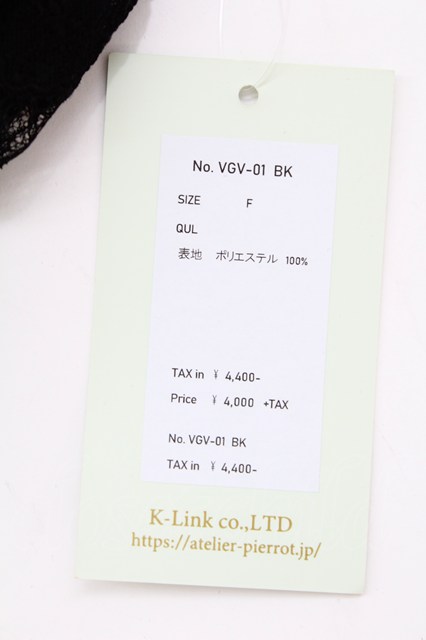 No. VGV-01 BK
SIZE F
QUL
表地 ポリエステル 100%
TAX in ¥ 4,400-
Price ¥ 4,000 +TAX
No. VGV-01 BK
TAX in ¥ 4,400-
K-Link co.,LTD
https://atelier-pierrot.jp/